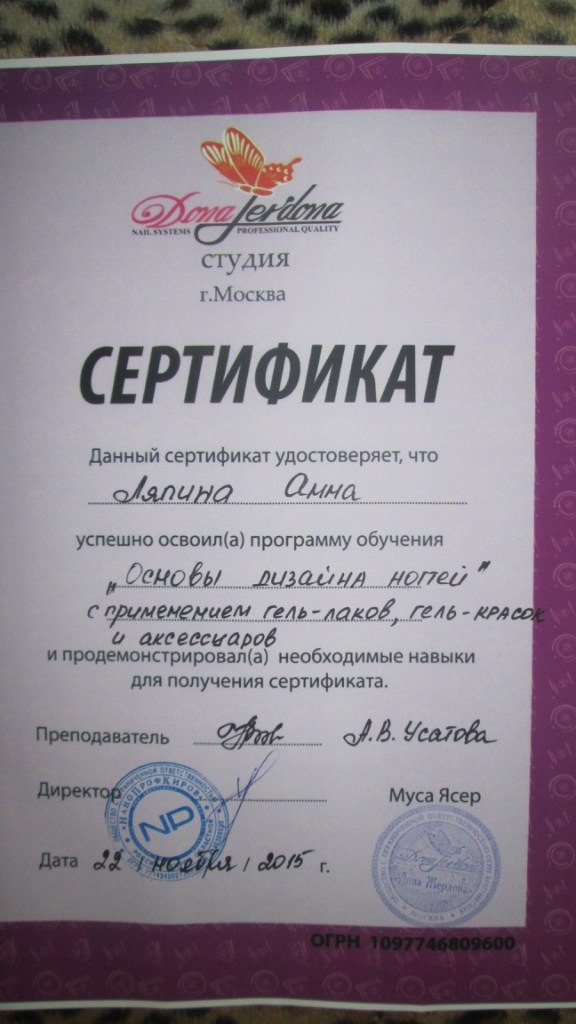 Dona Jerdona
NAIL SYSTEMS PROFESSIONAL QUALITY
студия
г.Москва
СЕРТИФИКАТ
Данный сертификат удостоверяет, что
Ляпина Анна
успешно освоил(а) программу обучения
„Основы дизайна ногтей"
с применением гель-лаков, гель-красок
и аксессуаров
и продемонстрировал(а) необходимые навыки
для получения сертификата.
Преподаватель А.В. Усатова
Директор Муса Ясер
NP
Дата 22 / ноября / 2015 г.
ОГРН 1097746809600